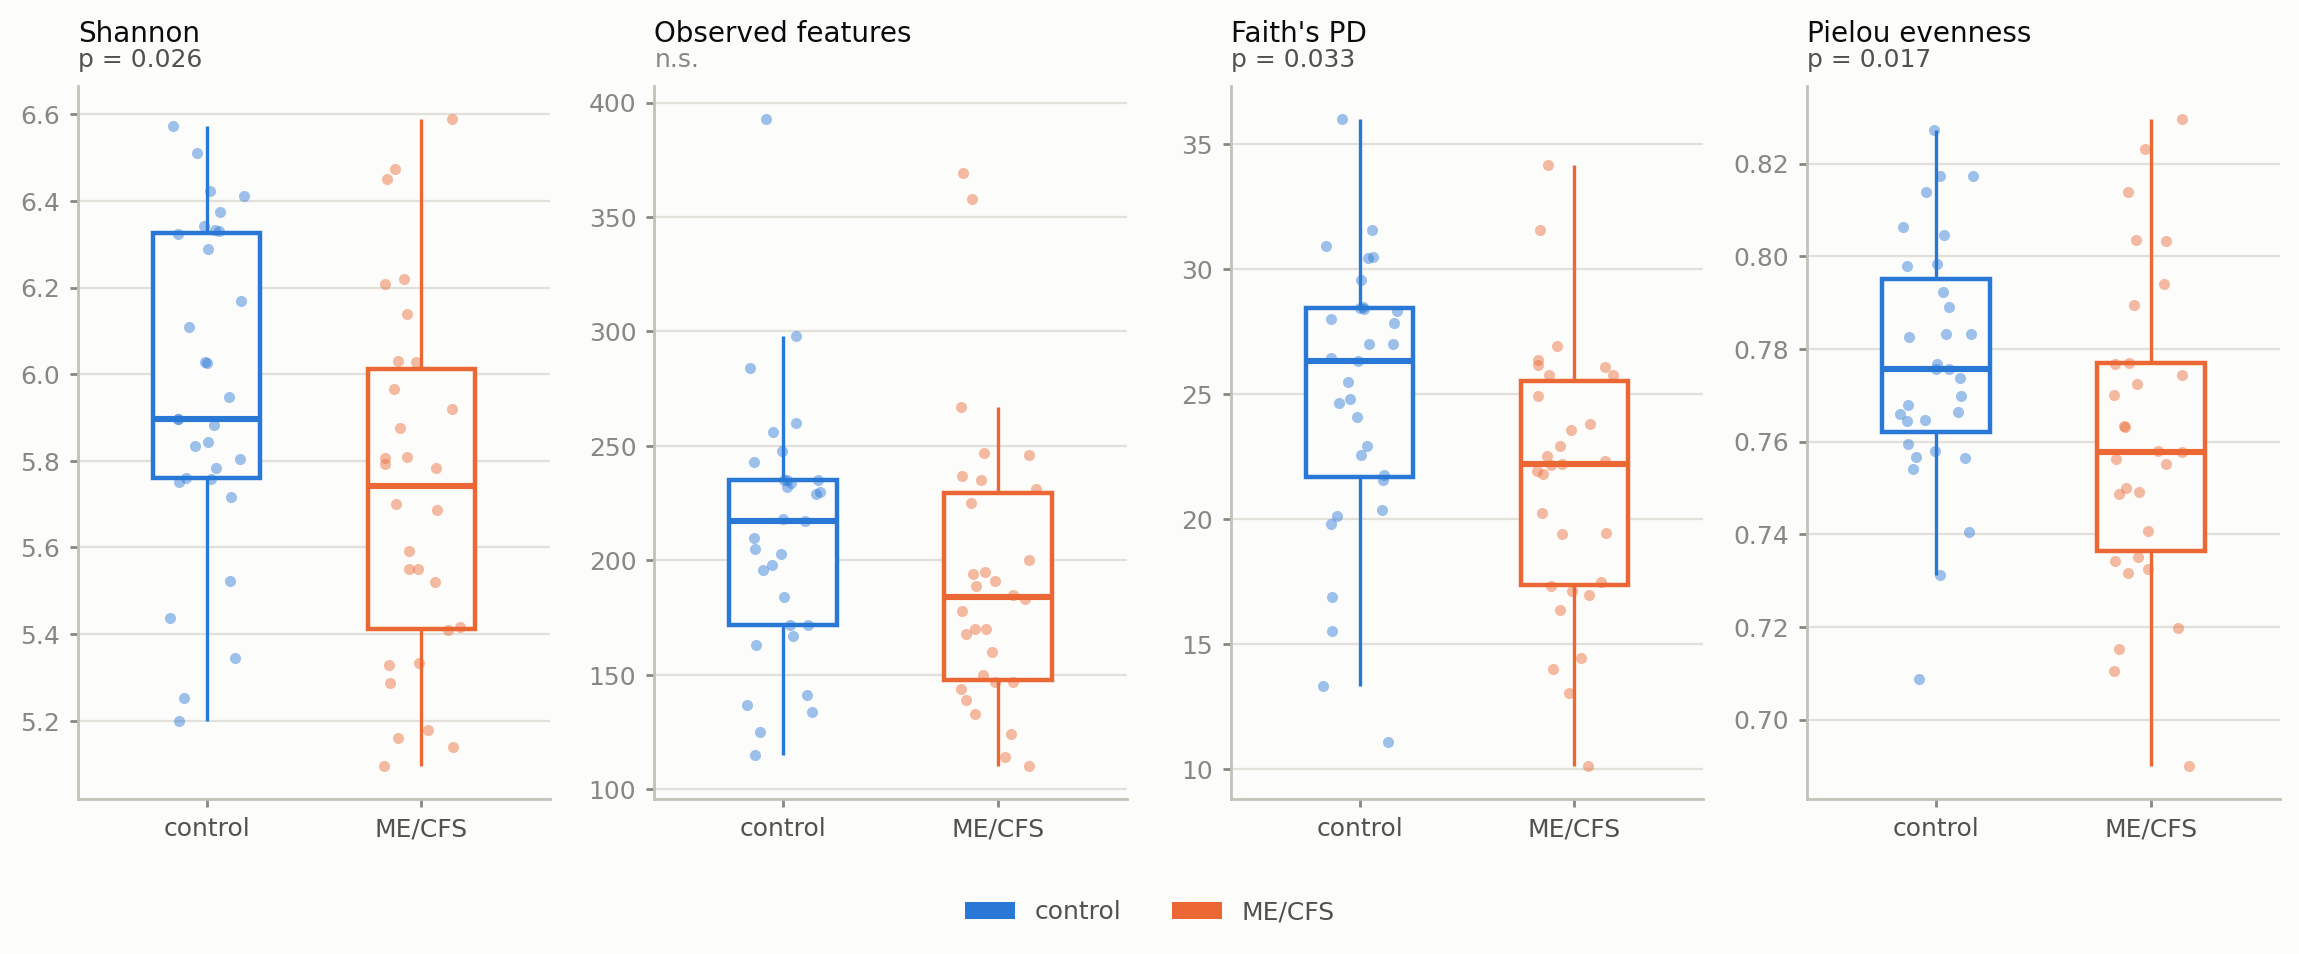 Shannon
p = 0.026
6.6
6.4
6.2
6.0
5.8
5.6
5.4
5.2
control ME/CFS
Observed features
n.s.
400
350
300
250
200
150
100
control ME/CFS
Faith's PD
p = 0.033
35
30
25
20
15
10
control ME/CFS
Pielou evenness
p = 0.017
0.82
0.80
0.78
0.76
0.74
0.72
0.70
control ME/CFS
control ME/CFS